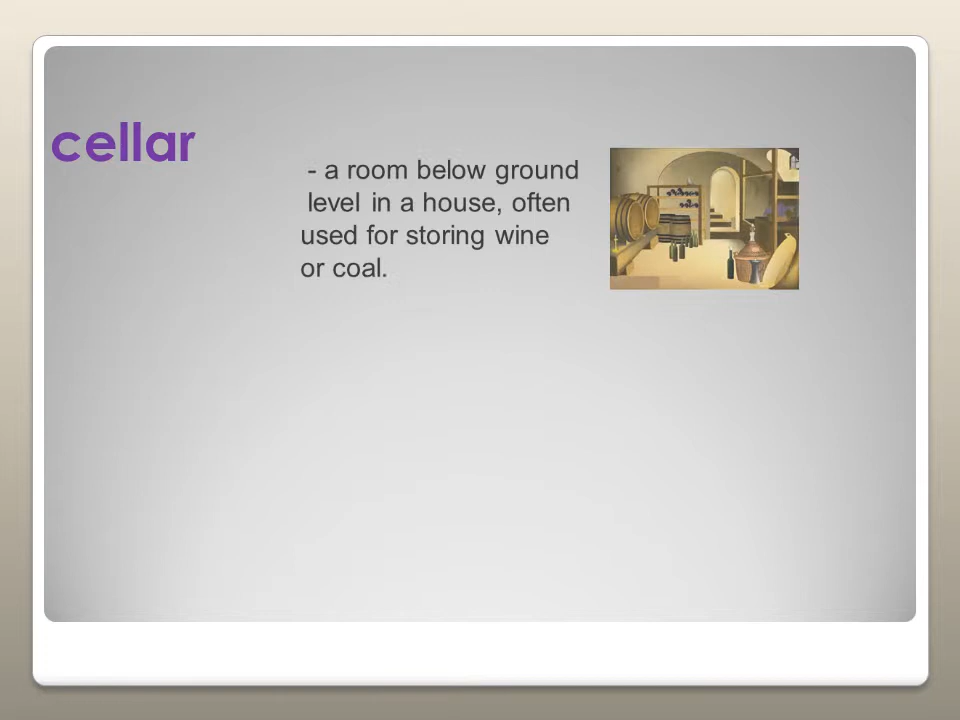 cellar
- a room below ground
level in a house, often
used for storing wine
or coal.